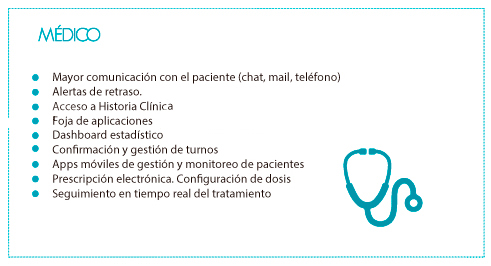 MÉDICO
Mayor comunicación con el paciente (chat, mail, teléfono)
Alertas de retraso.
Acceso a Historia Clínica
Foja de aplicaciones
Dashboard estadístico
Confirmación y gestión de turnos
Apps móviles de gestión y monitoreo de pacientes
Prescripción electrónica. Configuración de dosis
Seguimiento en tiempo real del tratamiento